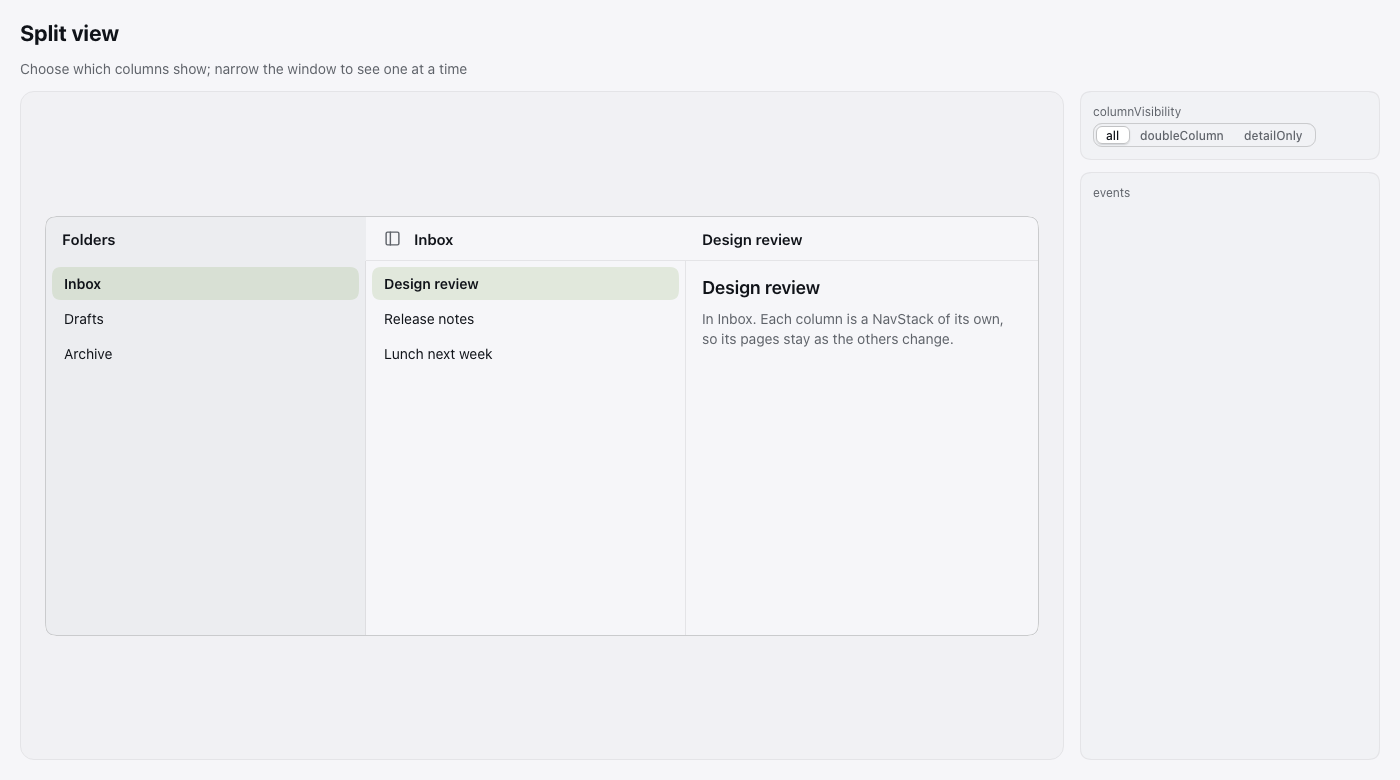 Split view
Choose which columns show; narrow the window to see one at a time
columnVisibility
all doubleColumn detailOnly
events
Folders
Inbox
Drafts
Archive
Inbox
Design review
Release notes
Lunch next week
Design review
Design review
In Inbox. Each column is a NavStack of its own,
so its pages stay as the others change.